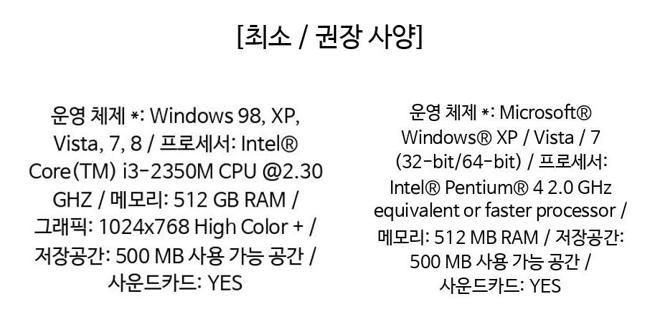 [최소 / 권장 사양]
운영 체제 *: Windows 98, XP,
Vista, 7, 8 / 프로세서: Intel®
Core(TM) i3-2350M CPU @2.30
GHZ / 메모리: 512 GB RAM /
그래픽: 1024x768 High Color + /
저장공간: 500 MB 사용 가능 공간 /
사운드카드: YES
운영 체제 *: Microsoft®
Windows® XP / Vista / 7
(32-bit/64-bit) / 프로세서:
Intel® Pentium® 4 2.0 GHz
equivalent or faster processor /
메모리: 512 MB RAM / 저장공간:
500 MB 사용 가능 공간 /
사운드카드: YES